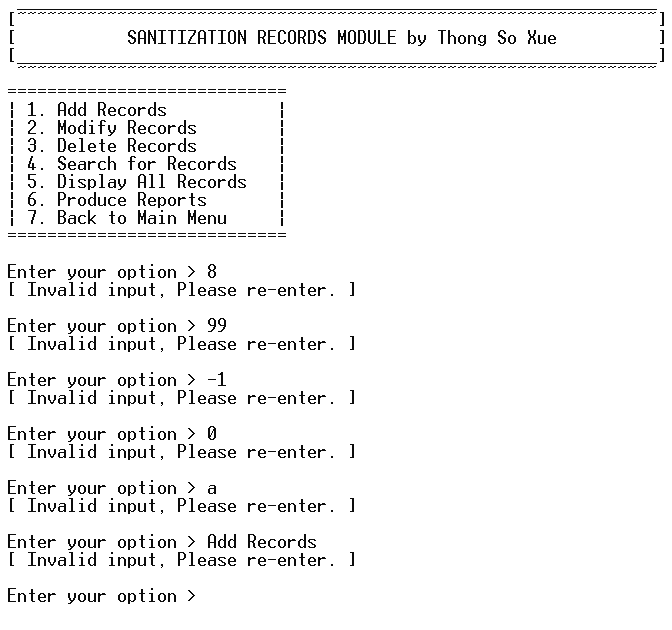 [ SANITIZATION RECORDS MODULE by Thong So Xue ]
============================
| 1. Add Records |
| 2. Modify Records |
| 3. Delete Records |
| 4. Search for Records |
| 5. Display All Records |
| 6. Produce Reports |
| 7. Back to Main Menu |
============================
Enter your option > 8
[ Invalid input, Please re-enter. ]
Enter your option > 99
[ Invalid input, Please re-enter. ]
Enter your option > -1
[ Invalid input, Please re-enter. ]
Enter your option > 0
[ Invalid input, Please re-enter. ]
Enter your option > a
[ Invalid input, Please re-enter. ]
Enter your option > Add Records
[ Invalid input, Please re-enter. ]
Enter your option >